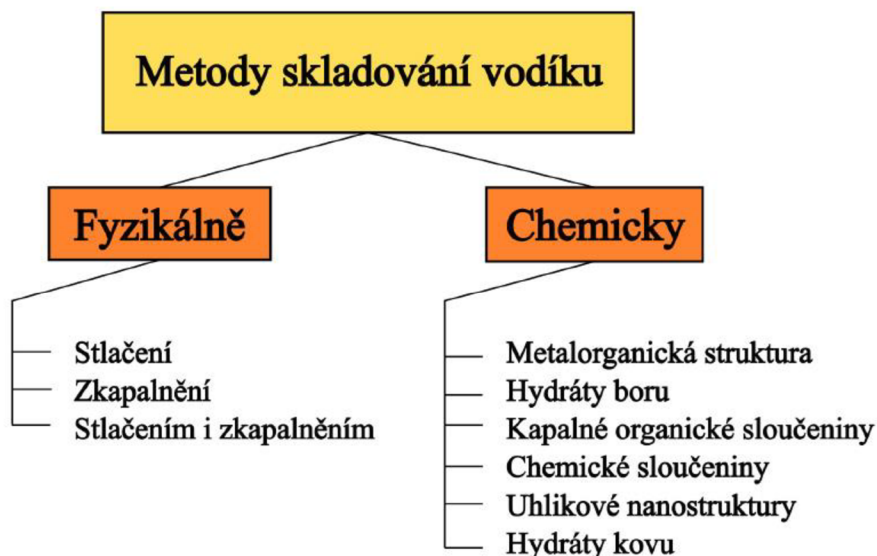 Metody skladování vodíku
Fyzikálně
Stlačení
Zkapalnění
Stlačením i zkapalněním
Chemicky
Metalorganická struktura
Hydráty boru
Kapalné organické sloučeniny
Chemické sloučeniny
Uhlikové nanostruktury
Hydráty kovu